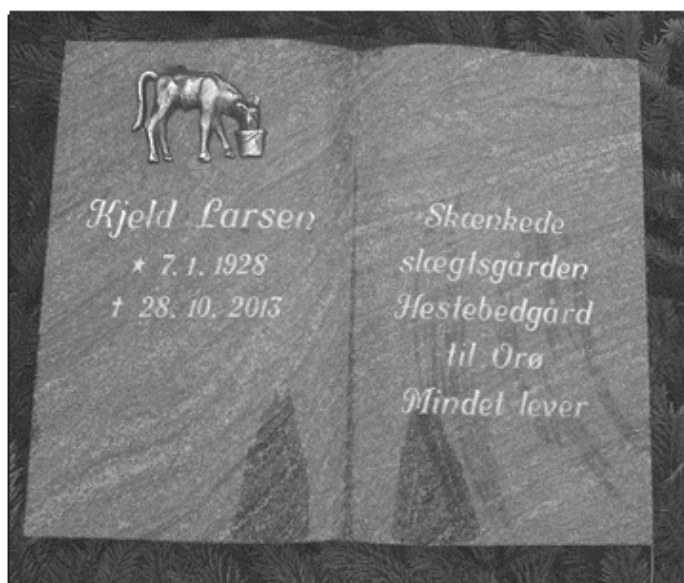 Kjeld Larsen
* 7. 1. 1928
† 28. 10. 2013
Skænkede
slægtsgården
Hestebedgård
til Orø
Mindet lever